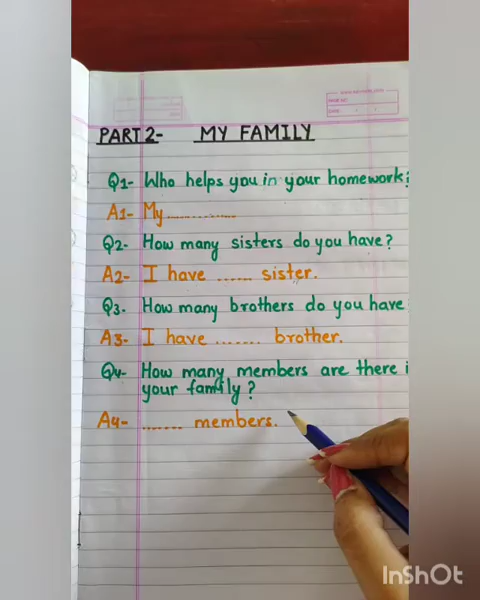 PART 2- MY FAMILY
Q1- Who helps you in your homework?
A1- My ..............
Q2- How many sisters do you have?
A2- I have ...... sister.
Q3. How many brothers do you have
A3- I have ....... brother.
Q4- How many members are there i
your family?
A4- ....... members.
InShOt